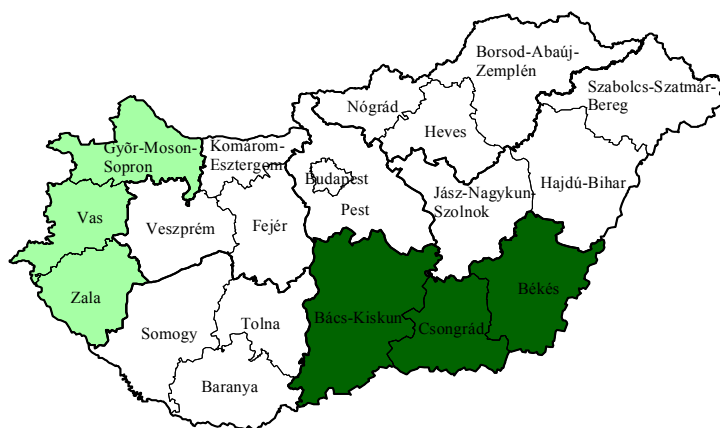 Borsod-Abaúj-
Zemplén
Szabolcs-Szatmár-
Bereg
Nógrád
Heves
Gyõr-Moson-
Sopron
Komárom-
Esztergom
Budapest
Pest
Jász-Nagykun-
Szolnok
Hajdú-Bihar
Vas
Veszprém
Fejér
Zala
Somogy
Tolna
Baranya
Bács-Kiskun
Csongrád
Békés